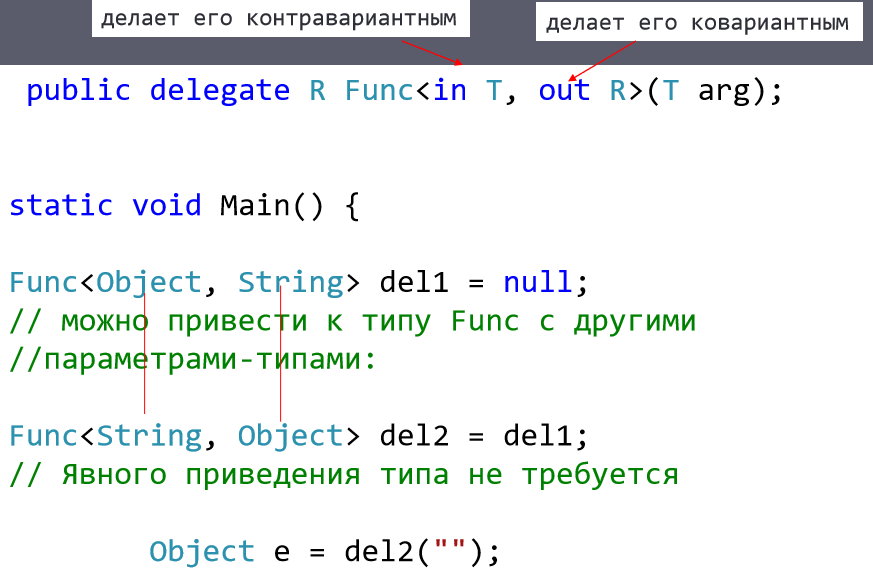 делает его контравариантным
делает его ковариантным
public delegate R Func<in T, out R>(T arg);
static void Main() {
Func<Object, String> del1 = null;
// можно привести к типу Func с другими
//параметрами-типами:
Func<String, Object> del2 = del1;
// Явного приведения типа не требуется
Object e = del2("");